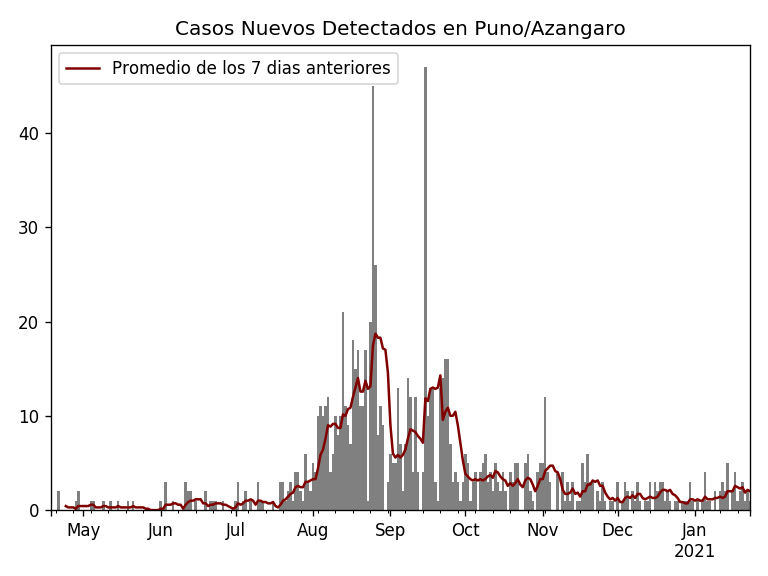 Casos Nuevos Detectados en Puno/Azangaro
Promedio de los 7 dias anteriores
40
30
20
10
0
May Jun Jul Aug Sep Oct Nov Dec Jan
2021